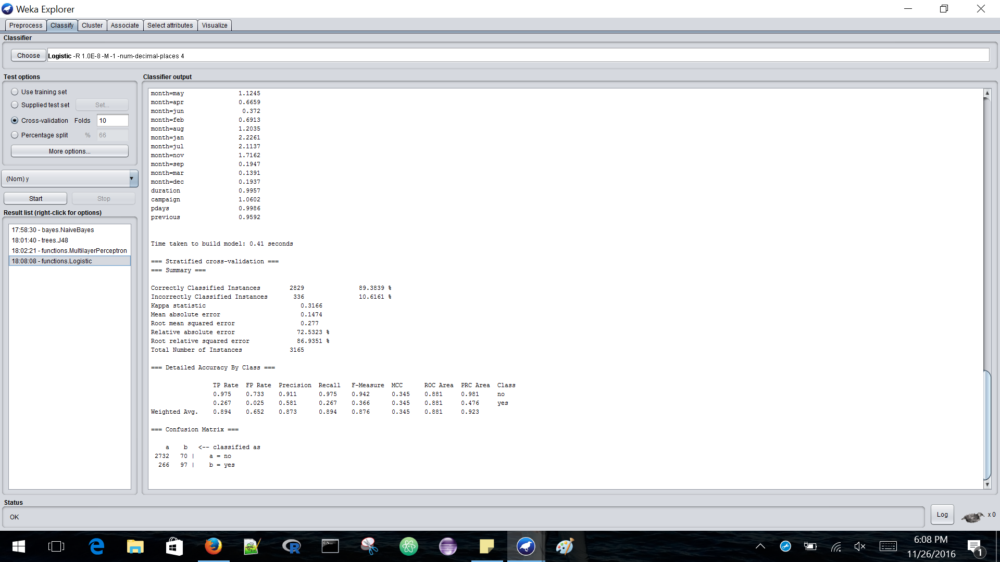 Weka Explorer
Preprocess Classify Cluster Associate Select attributes Visualize
Classifier
Choose Logistic -R 1.0E-8 -M -1 -num-decimal-places 4
Test options
Use training set
Supplied test set Set...
Cross-validation Folds 10
Percentage split % 66
More options...
(Nom) y
Start Stop
Result list (right-click for options)
17:58:30 - bayes.NaiveBayes
18:01:40 - trees.J48
18:02:21 - functions.MultilayerPerceptron
18:08:08 - functions.Logistic
Classifier output
month=may 1.1245
month=apr 0.6659
month=jun 0.372
month=feb 0.6913
month=aug 1.2035
month=jan 2.2261
month=jul 2.1137
month=nov 1.7162
month=sep 0.1947
month=mar 0.1391
month=dec 0.1937
duration 0.9957
campaign 1.0602
pdays 0.9986
previous 0.9592
Time taken to build model: 0.41 seconds
=== Stratified cross-validation ===
=== Summary ===
Correctly Classified Instances 2829 89.3839 %
Incorrectly Classified Instances 336 10.6161 %
Kappa statistic 0.3166
Mean absolute error 0.1474
Root mean squared error 0.277
Relative absolute error 72.5323 %
Root relative squared error 86.9351 %
Total Number of Instances 3165
=== Detailed Accuracy By Class ===
TP Rate FP Rate Precision Recall F-Measure MCC ROC Area PRC Area Class
0.975 0.733 0.911 0.975 0.942 0.345 0.881 0.981 no
0.267 0.025 0.581 0.267 0.366 0.345 0.881 0.476 yes
Weighted Avg. 0.894 0.652 0.873 0.894 0.876 0.345 0.881 0.923
=== Confusion Matrix ===
a b <-- classified as
2732 70 | a = no
266 97 | b = yes
Status
OK
Log x 0
6:08 PM
11/26/2016
1